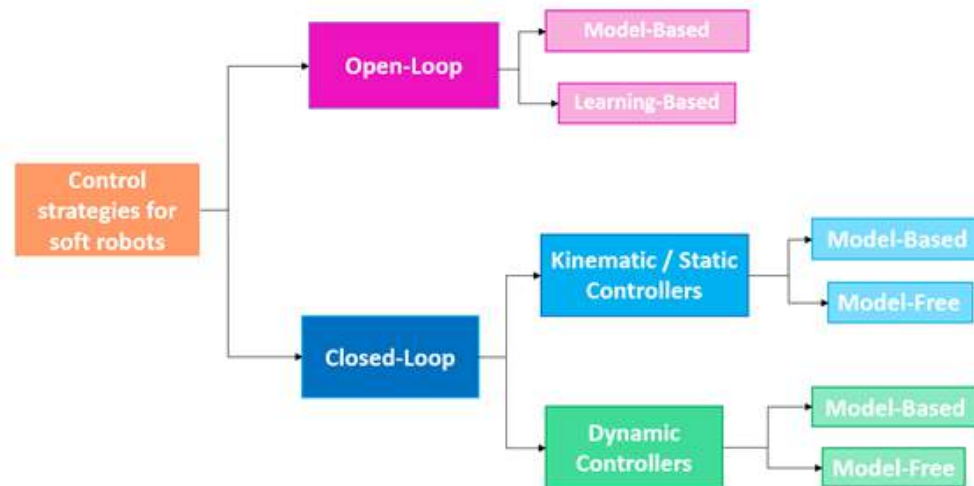 Model-Based
Open-Loop
Learning-Based
Control
strategies for
soft robots
Kinematic / Static
Controllers
Model-Based
Model-Free
Closed-Loop
Dynamic
Controllers
Model-Based
Model-Free